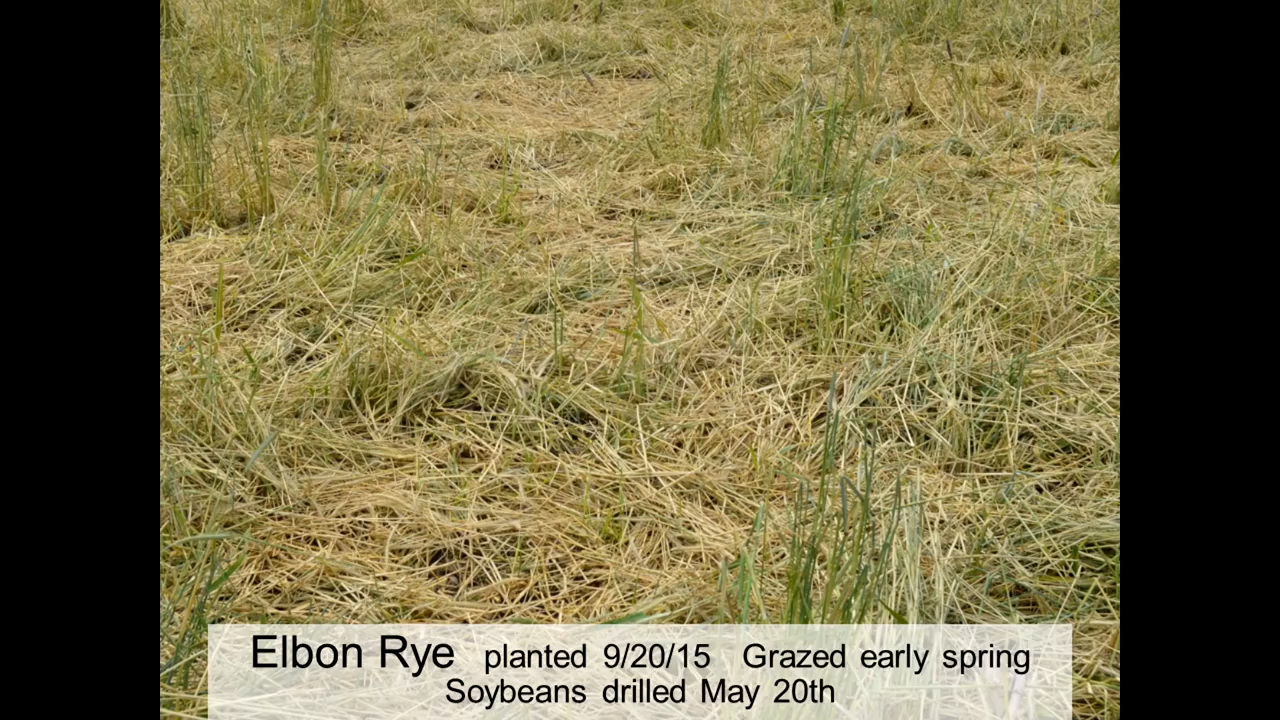 Elbon Rye planted 9/20/15 Grazed early spring
Soybeans drilled May 20th